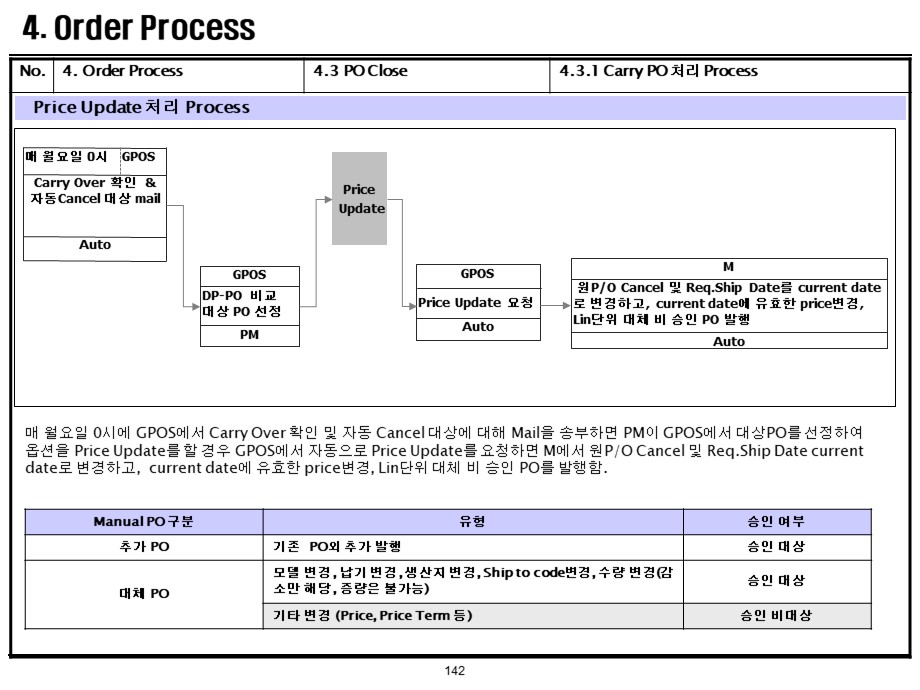 4. Order Process
No. 4. Order Process 4.3 PO Close 4.3.1 Carry PO 처리 Process
Price Update 처리 Process
매 월요일 0시 GPOS
Carry Over 확인 &
자동Cancel 대상 mail
Auto
GPOS
DP-PO 비교
대상 PO 선정
PM
Price
Update
GPOS
Price Update 요청
Auto
M
원P/O Cancel 및 Req.Ship Date를 current date
로 변경하고, current date에 유효한 price변경,
Lin단위 대체 비 승인 PO 발행
Auto
매 월요일 0시에 GPOS에서 Carry Over 확인 및 자동 Cancel 대상에 대해 Mail을 송부하면 PM이 GPOS에서 대상PO를 선정하여
옵션을 Price Update를 할 경우 GPOS에서 자동으로 Price Update를 요청하면 M에서 원P/O Cancel 및 Req.Ship Date current
date로 변경하고, current date에 유효한 price변경, Lin단위 대체 비 승인 PO를 발행함.
Manual PO 구분 유형 승인 여부
추가 PO 기존 PO외 추가 발행 승인 대상
대체 PO 모델 변경, 납기 변경, 생산지 변경, Ship to code변경, 수량 변경(감
소만 해당, 증량은 불가능) 승인 대상
기타 변경 (Price, Price Term 등) 승인 비대상
142